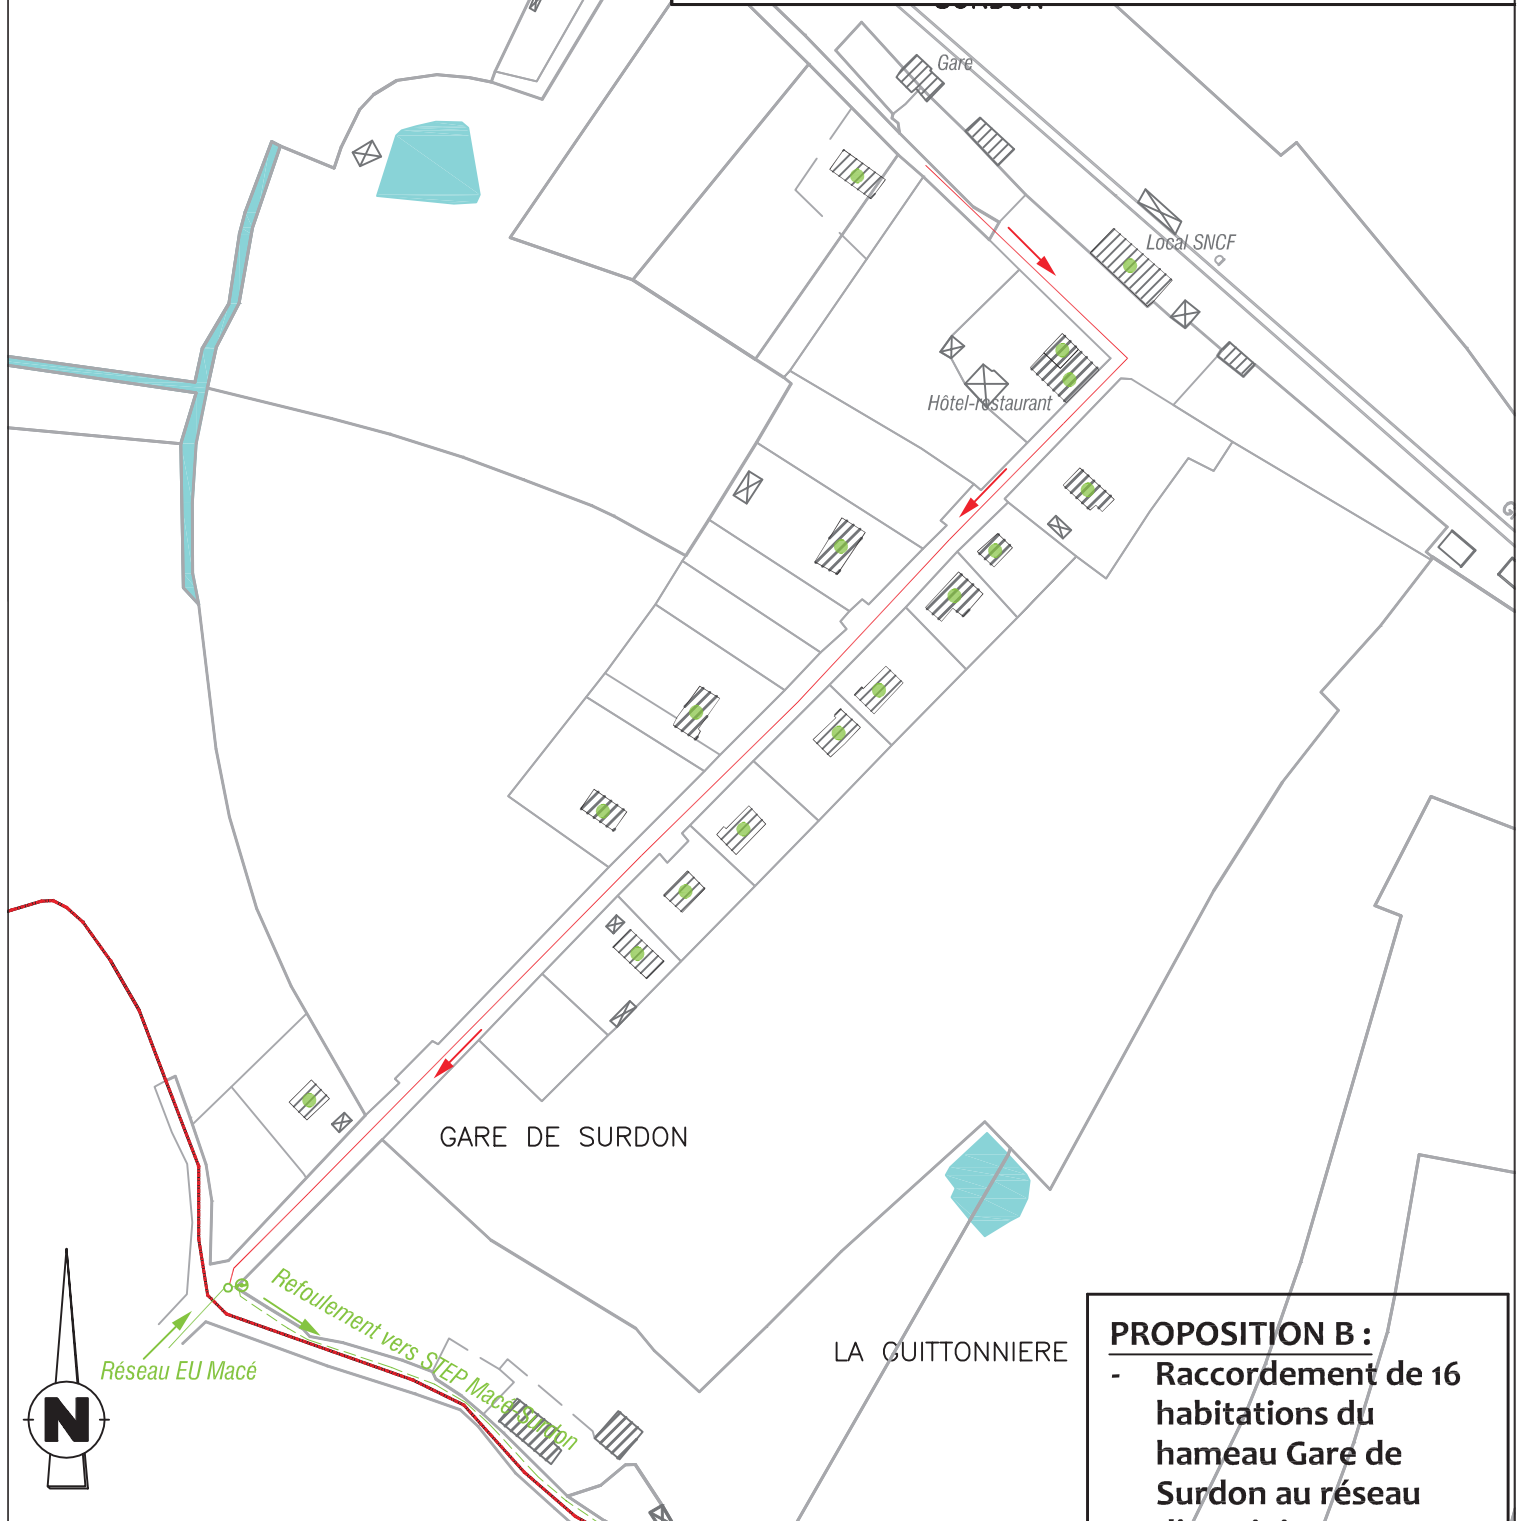 Gare
Local SNCF
Hôtel-restaurant
GARE DE SURDON
Refoulement vers STEP Macé-Surdon
Réseau EU Macé
LA GUITTONNIERE
N
PROPOSITION B :
- Raccordement de 16
habitations du
hameau Gare de
Surdon au réseau